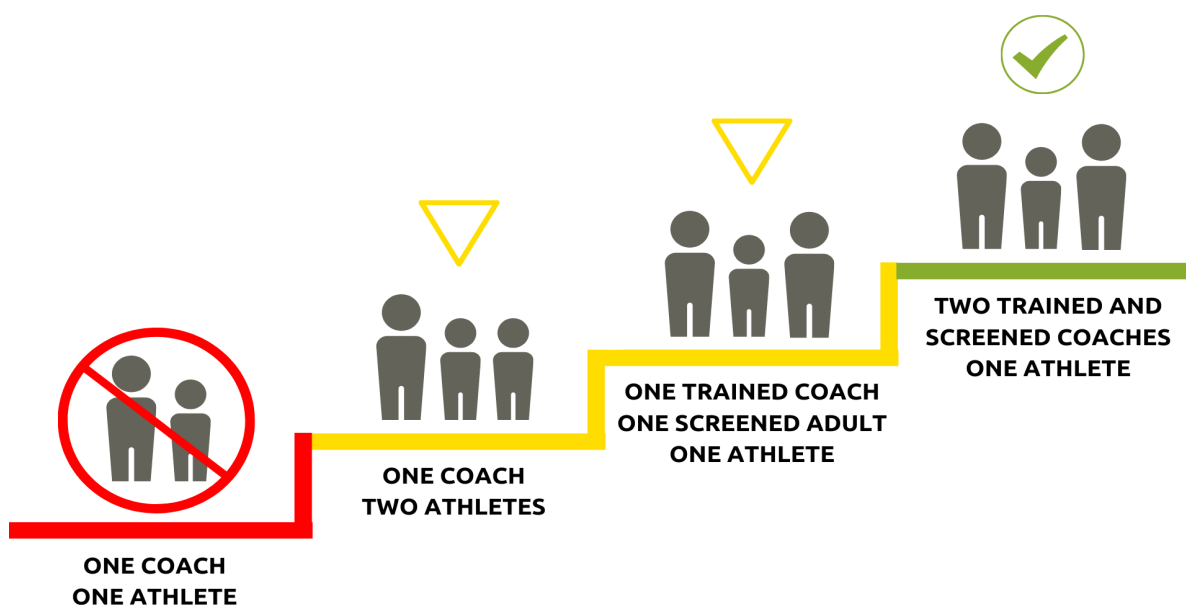 ONE COACH
ONE ATHLETE
ONE COACH
TWO ATHLETES
ONE TRAINED COACH
ONE SCREENED ADULT
ONE ATHLETE
TWO TRAINED AND
SCREENED COACHES
ONE ATHLETE